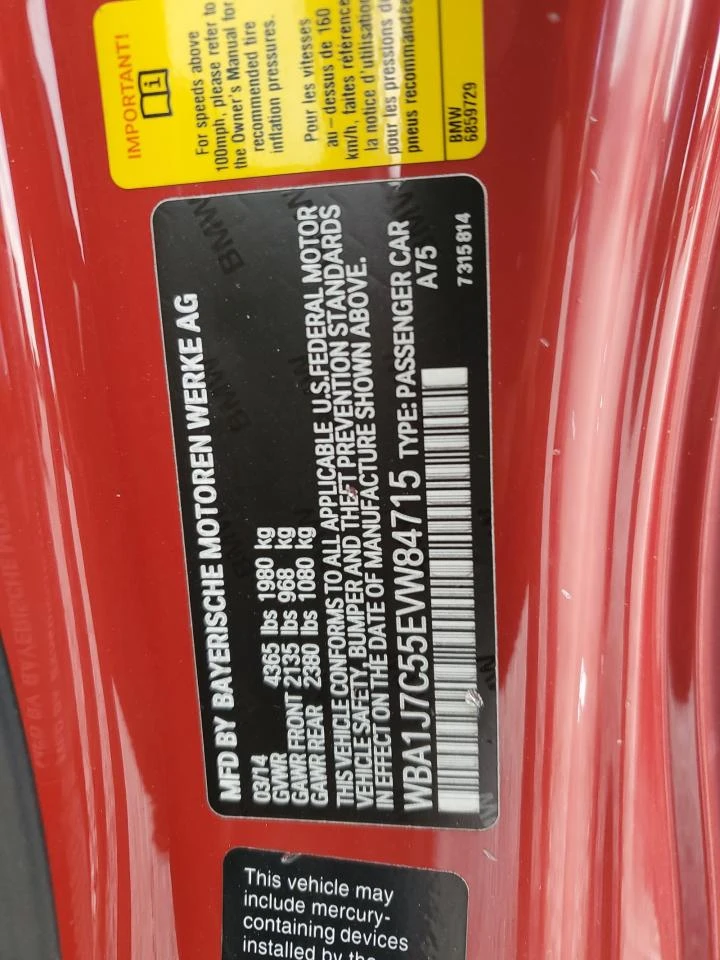 IMPORTANT!
For speeds above
100mph, please refer to
the Owner's Manual for
recommended tire
inflation pressures.
Pour les vitesses
au-dessus de 160
km/h, faites référence
la notice d'utilisation
pour les pressions de
pneus recommandée
BMW
6859729
MFD BY BAYERISCHE MOTOREN WERKE AG
03/14
GVWR 4365 lbs 1980 kg
GAWR FRONT 2135 lbs 968 kg
GAWR REAR 2380 lbs 1080 kg
THIS VEHICLE CONFORMS TO ALL APPLICABLE U.S.FEDERAL MOTOR
VEHICLE SAFETY, BUMPER AND THEFT PREVENTION STANDARDS
IN EFFECT ON THE DATE OF MANUFACTURE SHOWN ABOVE.
WBA1J7C55EVW84715 TYPE: PASSENGER CAR
A75
7 315 814
This vehicle may
include mercury-
containing devices
installed by the